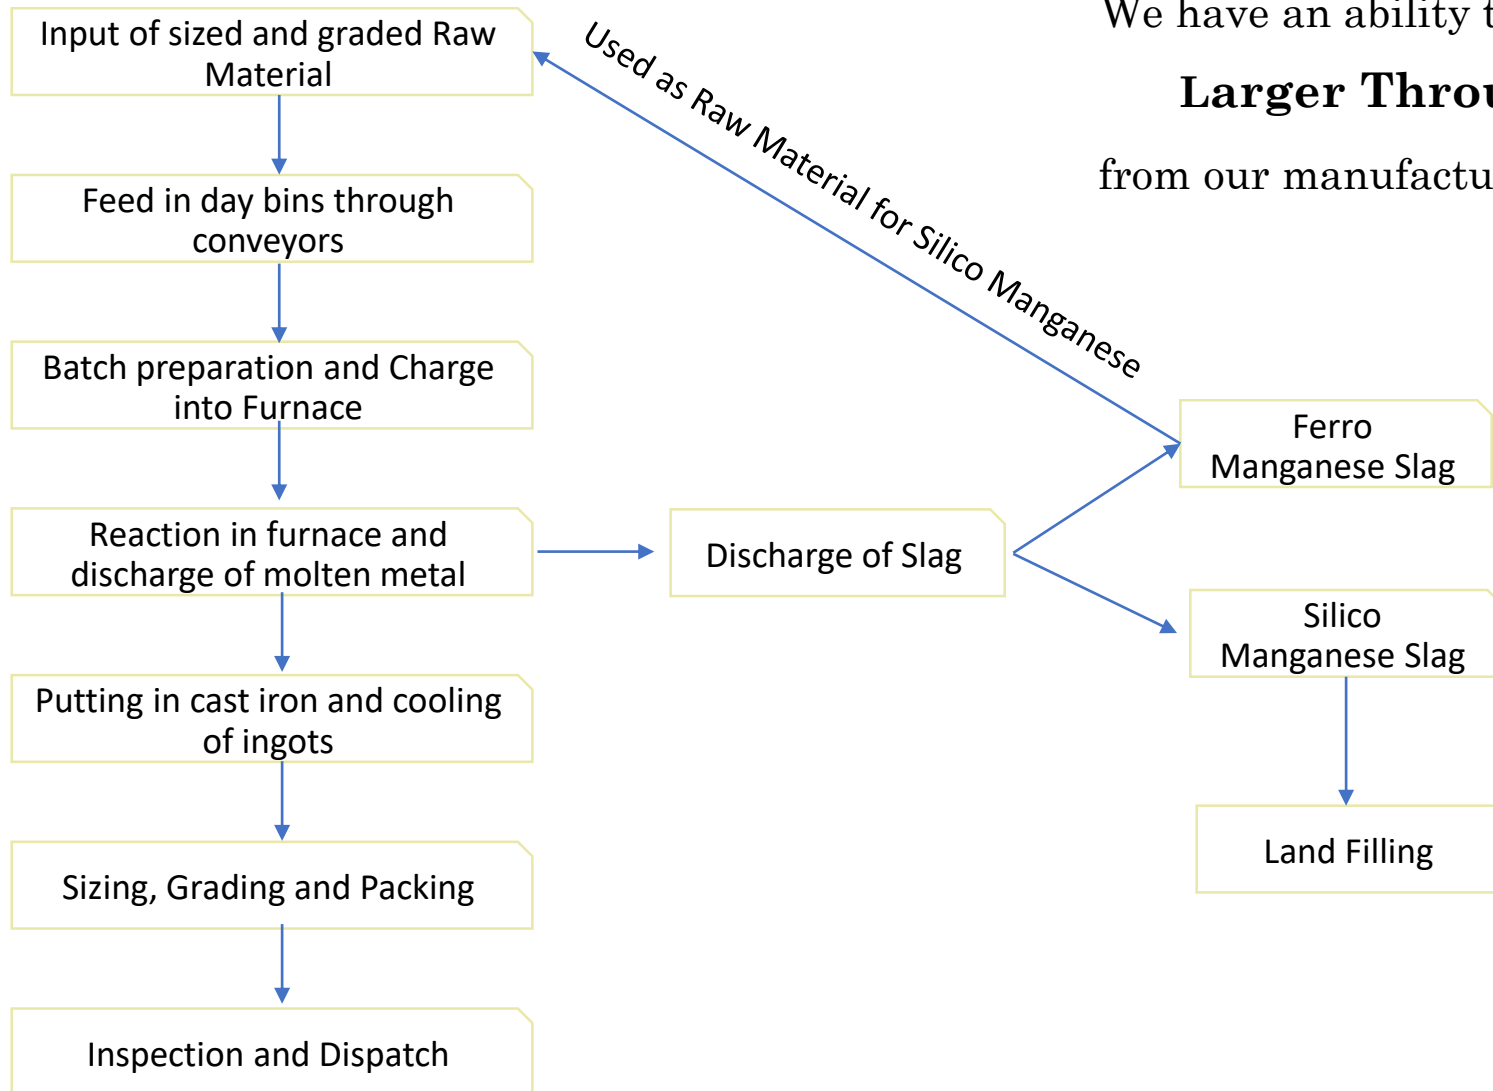 Input of sized and graded Raw
Material
Feed in day bins through
conveyors
Batch preparation and Charge
into Furnace
Reaction in furnace and
discharge of molten metal
Putting in cast iron and cooling
of ingots
Sizing, Grading and Packing
Inspection and Dispatch
Discharge of Slag
Used as Raw Material for Silico Manganese
Ferro
Manganese Slag
Silico
Manganese Slag
Land Filling
We have an ability
Larger
from our